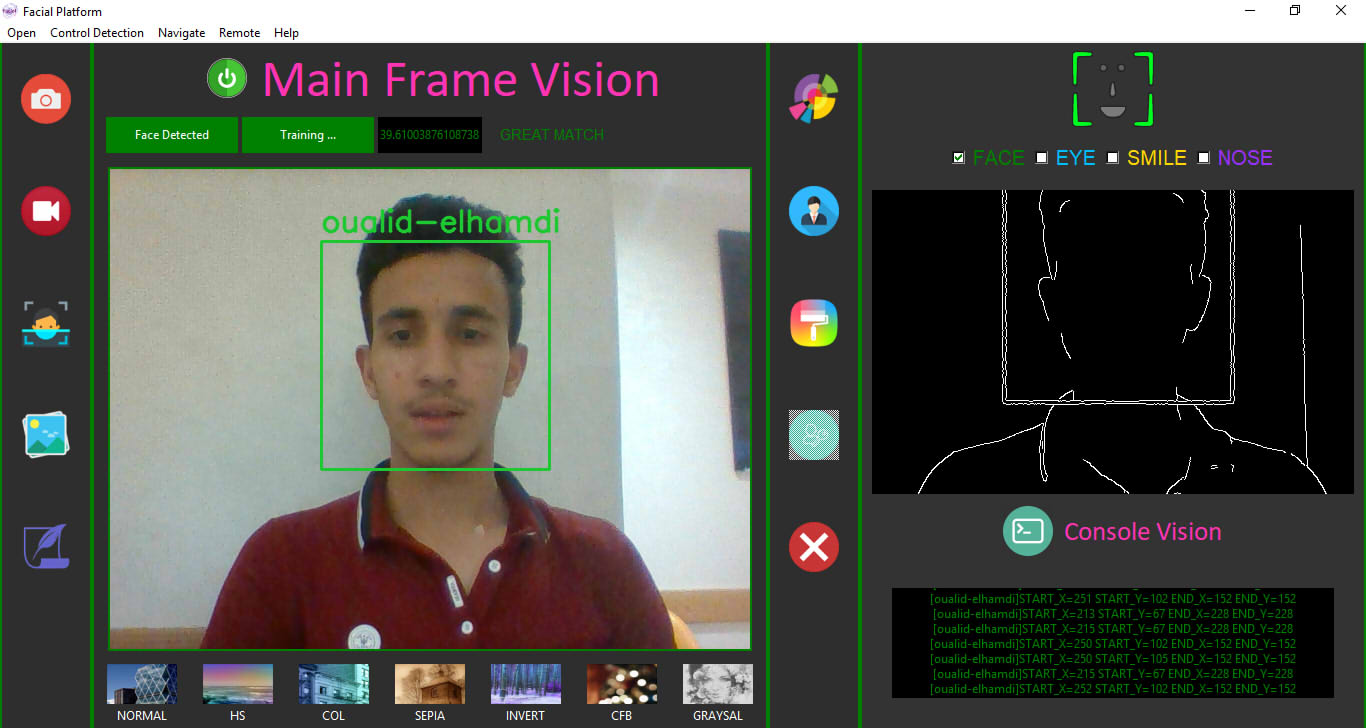 Facial Platform
Open Control Detection Navigate Remote Help
Main Frame Vision
Face Detected Training ... 39.61003876108738 GREAT MATCH
oualid-elhamdi
NORMAL HS COL SEPIA INVERT CFB GRAYSAL
FACE EYE SMILE NOSE
Console Vision
[oualid-elhamdi]START_X=251 START_Y=102 END_X=152 END_Y=152
[oualid-elhamdi]START_X=213 START_Y=67 END_X=228 END_Y=228
[oualid-elhamdi]START_X=215 START_Y=67 END_X=228 END_Y=228
[oualid-elhamdi]START_X=250 START_Y=102 END_X=152 END_Y=152
[oualid-elhamdi]START_X=250 START_Y=105 END_X=152 END_Y=152
[oualid-elhamdi]START_X=215 START_Y=67 END_X=228 END_Y=228
[oualid-elhamdi]START_X=252 START_Y=102 END_X=152 END_Y=152